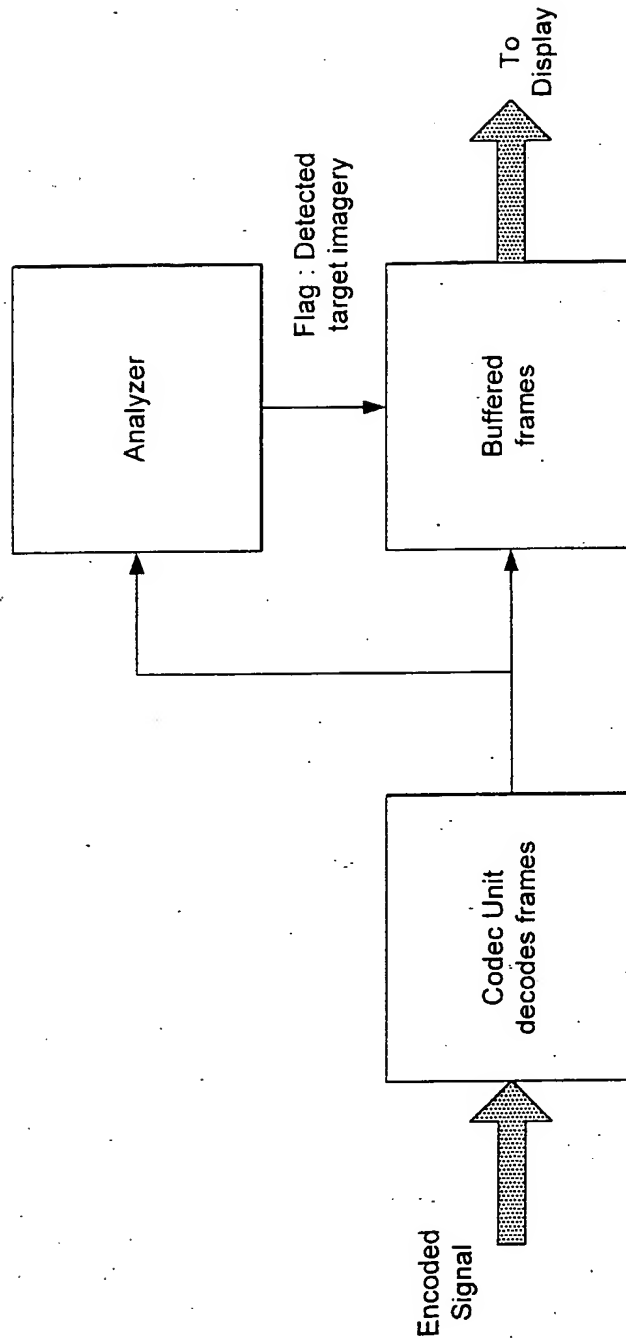 Encoded
Signal
Codec Unit
decodes frames
Analyzer
Flag : Detected
target imagery
Buffered
frames
To
Display